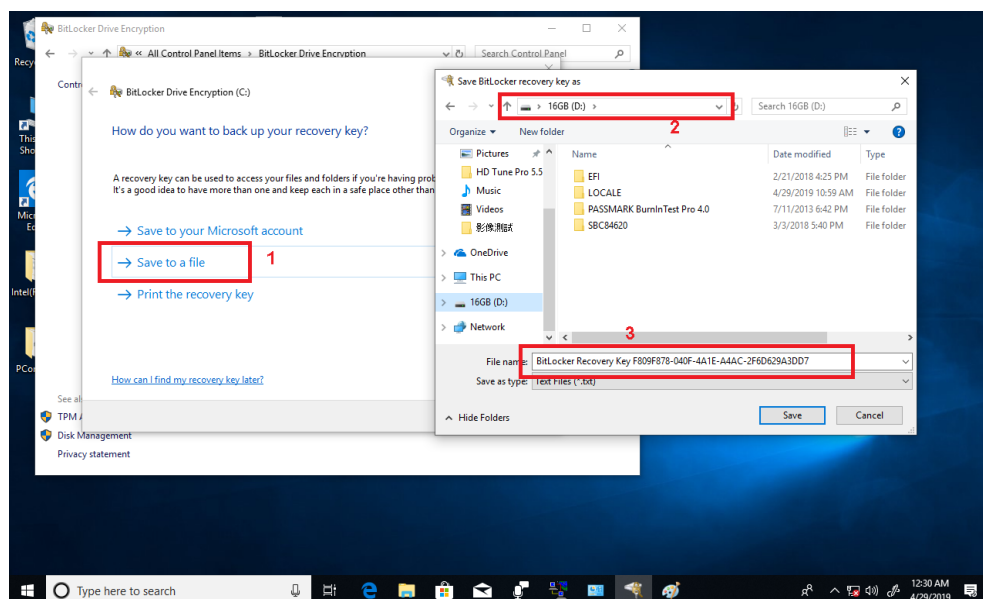 BitLocker Drive Encryption
« All Control Panel Items › BitLocker Drive Encryption
Search Control Panel
BitLocker Drive Encryption (C:)
How do you want to back up your recovery key?
A recovery key can be used to access your files and folders if you're having
It's a good idea to have more than one and keep each in a safe place other than
→ Save to your Microsoft account
→ Save to a file
1
→ Print the recovery key
How can I find my recovery key later?
See
TPM
Disk Management
Privacy statement
Save BitLocker recovery key as
› 16GB (D:) ›
Search 16GB (D:)
2
Organize
New folder
Pictures
HD Tune Pro 5.5
Music
Videos
影像測試
OneDrive
This PC
16GB (D:)
Network
Name Date modified Type
EFI 2/21/2018 4:25 PM File folder
LOCALE 4/29/2019 10:59 AM File folder
PASSMARK BurnInTest Pro 4.0 7/11/2013 6:42 PM File folder
SBC84620 3/3/2018 5:40 PM File folder
3
File name: BitLocker Recovery Key F809F878-040F-4A1E-A4AC-2F6D629A3DD7
Save as type: Text Files (*.txt)
Hide Folders
Save
Cancel
Type here to search
12:30 AM
4/29/2019